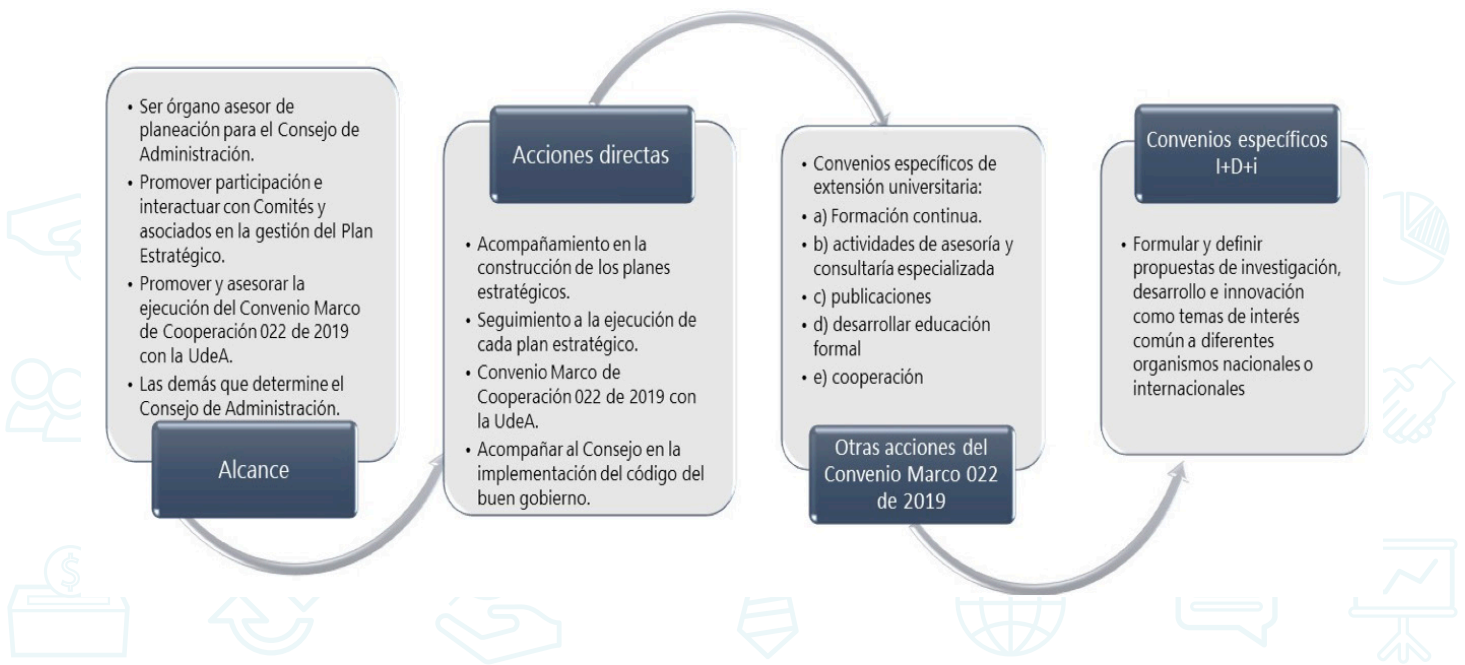 • Ser órgano asesor de
planeación para el Consejo de
Administración.
• Promover participación e
interactuar con Comités y
asociados en la gestión del Plan
Estratégico.
• Promover y asesorar la
ejecución del Convenio Marco
de Cooperación 022 de 2019
con la UdeA.
• Las demás que determine el
Consejo de Administración.
Alcance
Acciones directas
• Acompañamiento en la
construcción de los planes
estratégicos.
• Seguimiento a la ejecución de
cada plan estratégico.
• Convenio Marco de
Cooperación 022 de 2019 con
la UdeA.
• Acompañar al Consejo en la
implementación del código del
buen gobierno.
• Convenios específicos de
extensión universitaria:
• a) Formación continua.
• b) actividades de asesoría y
consultaría especializada
• c) publicaciones
• d) desarrollar educación
formal
• e) cooperación
Otras acciones del
Convenio Marco 022
de 2019
Convenios específicos
I+D+i
• Formular y definir
propuestas de investigación,
desarrollo e innovación
como temas de interés
común a diferentes
organismos nacionales o
internacionales